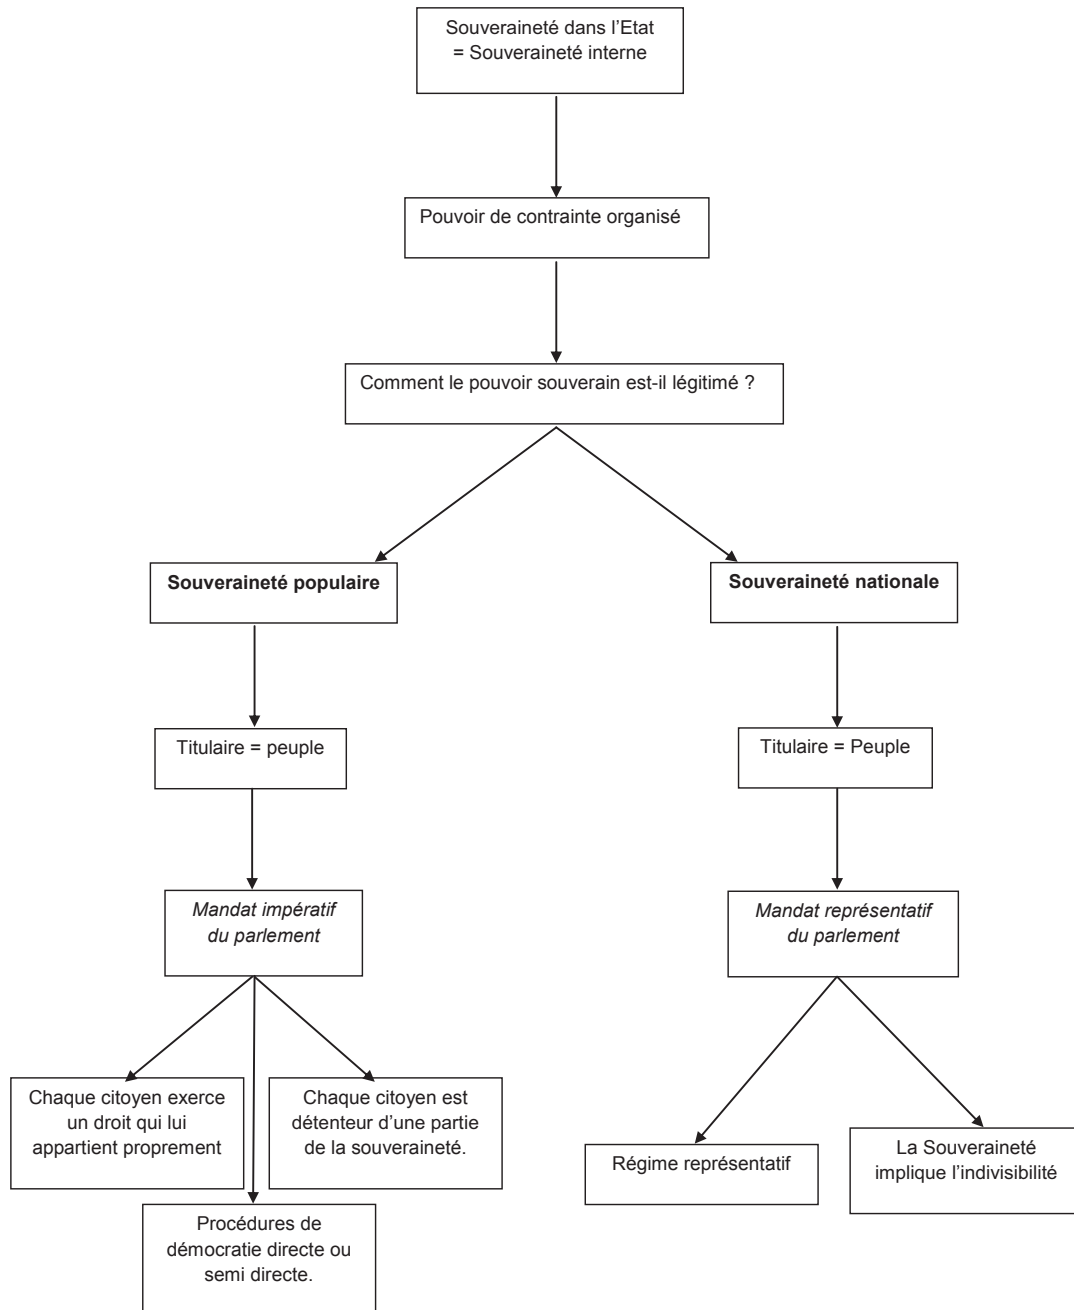 Souveraineté dans l’Etat
= Souveraineté interne
Pouvoir de contrainte organisé
Comment le pouvoir souverain est-il légitimé ?
Souveraineté populaire
Souveraineté nationale
Titulaire = peuple
Titulaire = Peuple
Mandat impératif
du parlement
Mandat représentatif
du parlement
Chaque citoyen exerce
un droit qui lui
appartient proprement
Chaque citoyen est
détenteur d’une partie
de la souveraineté.
Procédures de
démocratie directe ou
semi directe.
Régime représentatif
La Souveraineté
implique l’indivisibilité